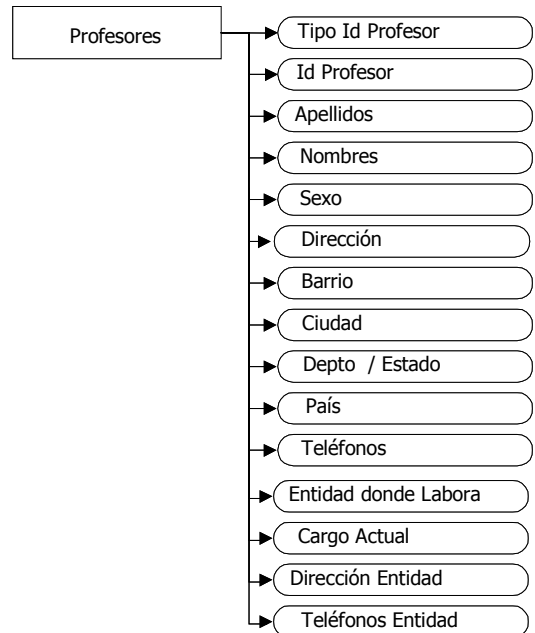 Profesores
Tipo Id Profesor
Id Profesor
Apellidos
Nombres
Sexo
Dirección
Barrio
Ciudad
Depto / Estado
País
Teléfonos
Entidad donde Labora
Cargo Actual
Dirección Entidad
Teléfonos Entidad